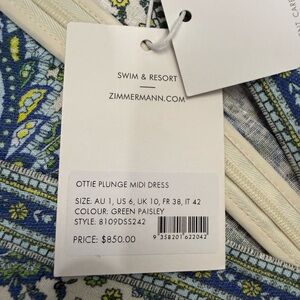 SWIM & RESORT
ZIMMERMANN.COM
OTTIE PLUNGE MIDI DRESS
SIZE: AU 1, US 6, UK 10, FR 38, IT 42
COLOUR: GREEN PAISLEY
STYLE: 8109DSS242
PRICE: $850.00
9 358201 622042